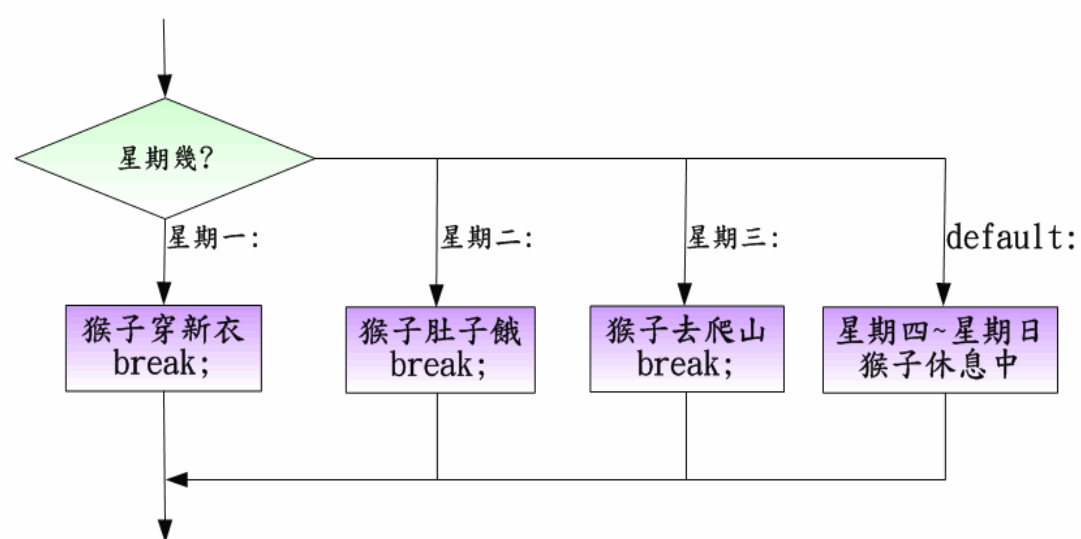 星期幾?
星期一:
星期二:
星期三:
default:
猴子穿新衣
break;
猴子肚子餓
break;
猴子去爬山
break;
星期四~星期日
猴子休息中